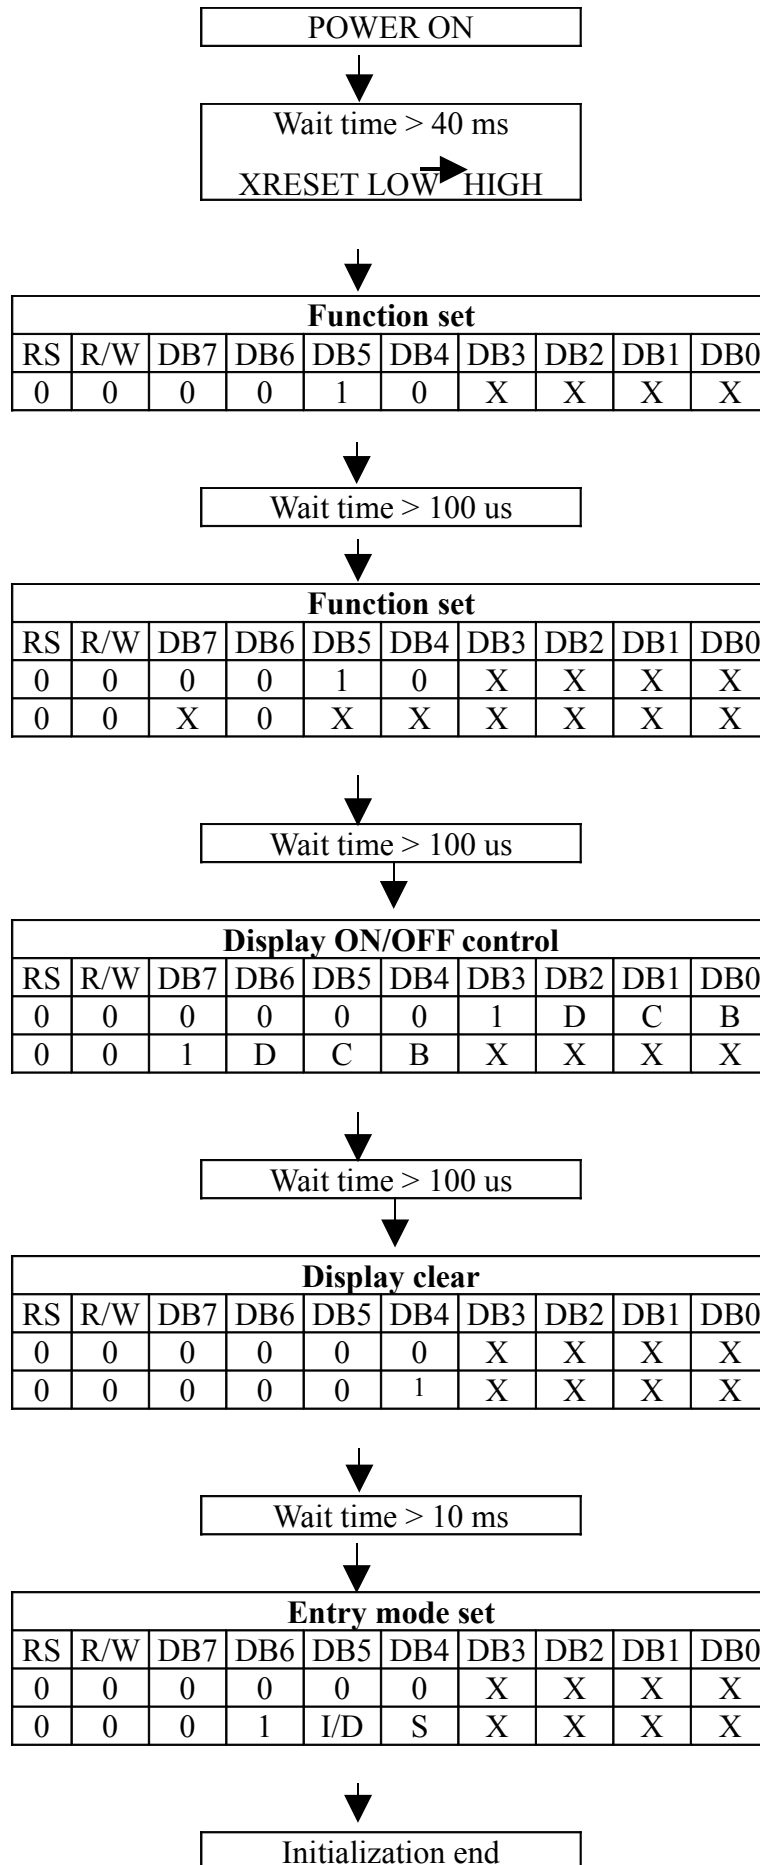 POWER ON
Wait time > 40 ms
XRESET LOW HIGH
Function set
RS R/W DB7 DB6 DB5 DB4 DB3 DB2 DB1 DB0
0 0 0 0 1 0 X X X X
Wait time > 100 us
Function set
RS R/W DB7 DB6 DB5 DB4 DB3 DB2 DB1 DB0
0 0 0 0 1 0 X X X X
0 0 X 0 X X X X X X
Wait time > 100 us
Display ON/OFF control
RS R/W DB7 DB6 DB5 DB4 DB3 DB2 DB1 DB0
0 0 0 0 0 0 1 D C B
0 0 1 D C B X X X X
Wait time > 100 us
Display clear
RS R/W DB7 DB6 DB5 DB4 DB3 DB2 DB1 DB0
0 0 0 0 0 0 X X X X
0 0 0 0 0 1 X X X X
Wait time > 10 ms
Entry mode set
RS R/W DB7 DB6 DB5 DB4 DB3 DB2 DB1 DB0
0 0 0 0 0 0 X X X X
0 0 0 1 I/D S X X X X
Initialization end